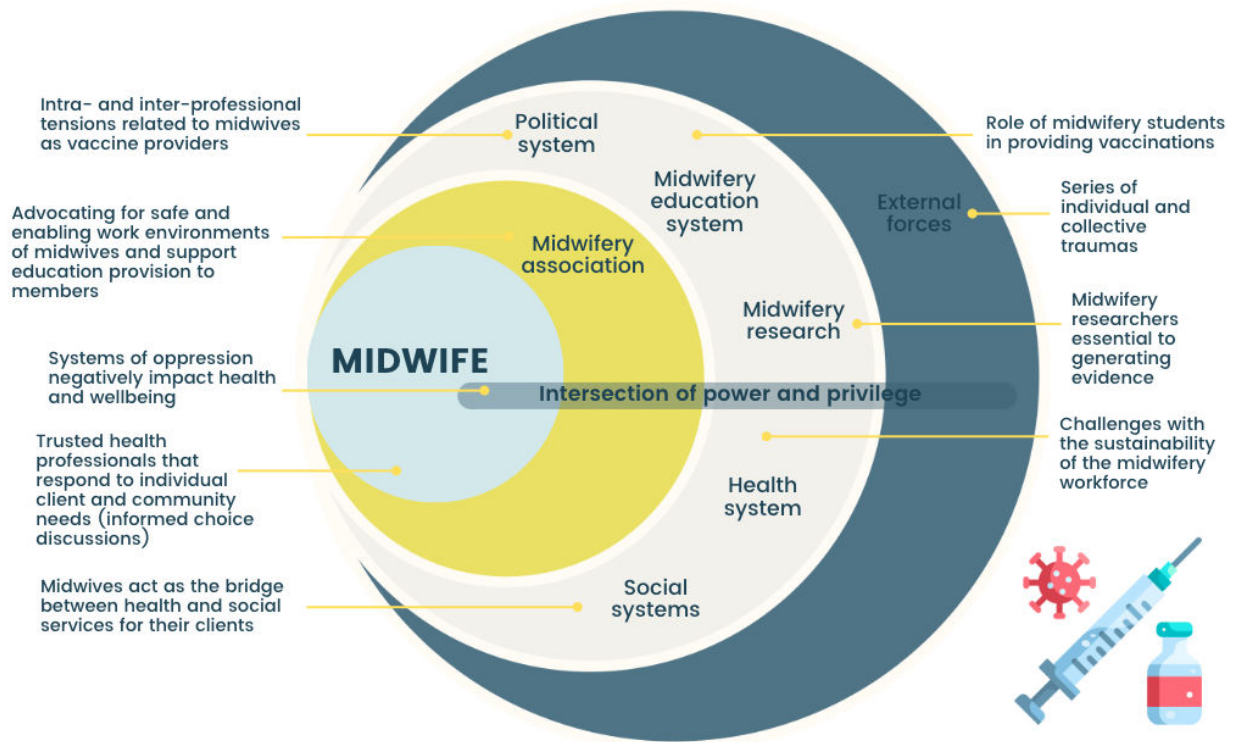 Intra- and inter-professional
tensions related to midwives
as vaccine providers
Advocating for safe and
enabling work environments
of midwives and support
education provision to
members
Systems of oppression
negatively impact health
and wellbeing
Trusted health
professionals that
respond to individual
client and community
needs (informed choice
discussions)
Midwives act as the bridge
between health and social
services for their clients
MIDWIFE
Midwifery
association
Political
system
Midwifery
education
system
Midwifery
research
Intersection of power and privilege
Health
system
Social
systems
External
forces
Role of midwifery students
in providing vaccinations
Series of
individual and
collective
traumas
Midwifery
researchers
essential to
generating
evidence
Challenges with
the sustainability
of the midwifery
workforce